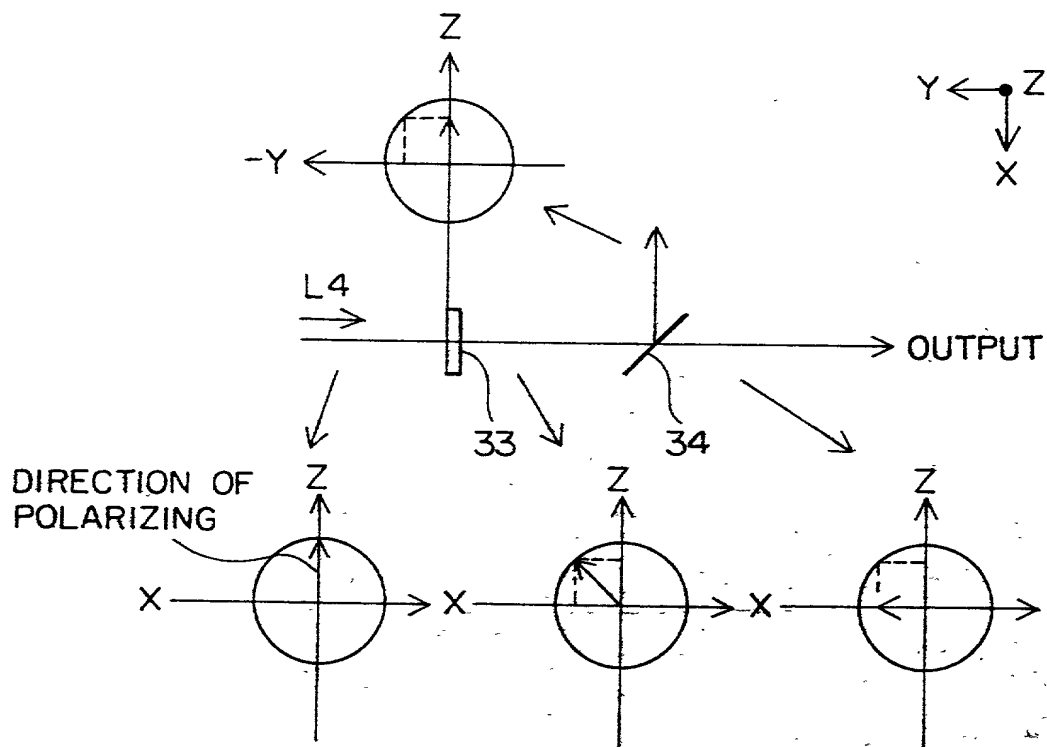 Z
Y Z
X
-Y
L4
OUTPUT
33 34
DIRECTION OF
POLARIZING
Z Z Z
X X X